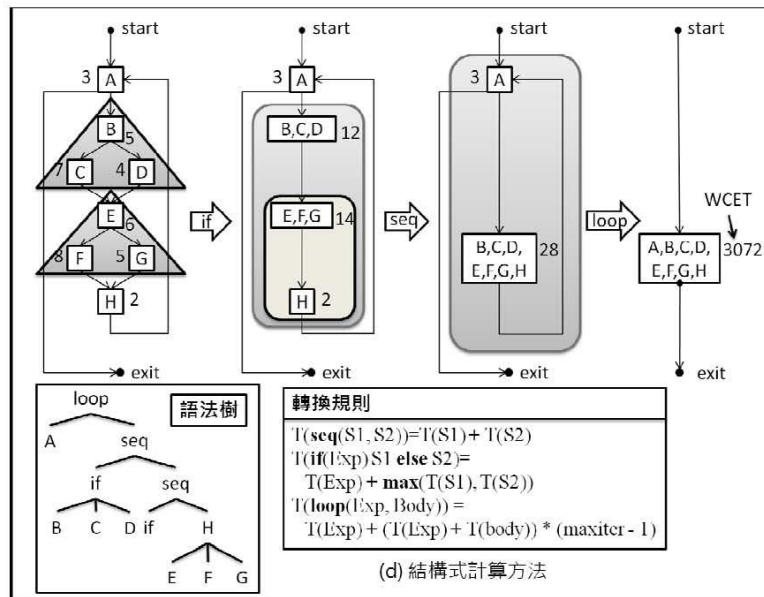 start start start start
3 A 3 A 3 A
B 5 B,C,D 12
7 C 4 D
WCET
E 6 if E,F,G 14 seq loop
8 F 5 G B,C,D, E,F,G,H 28 A,B,C,D, E,F,G,H 3072
H 2 H 2
exit exit exit exit
語法樹
loop
A seq
if seq
B C D if H
E F G
轉換規則
T(seq(S1, S2))=T(S1) + T(S2)
T(if(Exp) S1 else S2)=
T(Exp) + max(T(S1), T(S2))
T(loop(Exp, Body)) =
T(Exp) + (T(Exp) + T(body)) * (maxiter - 1)
(d) 結構式計算方法